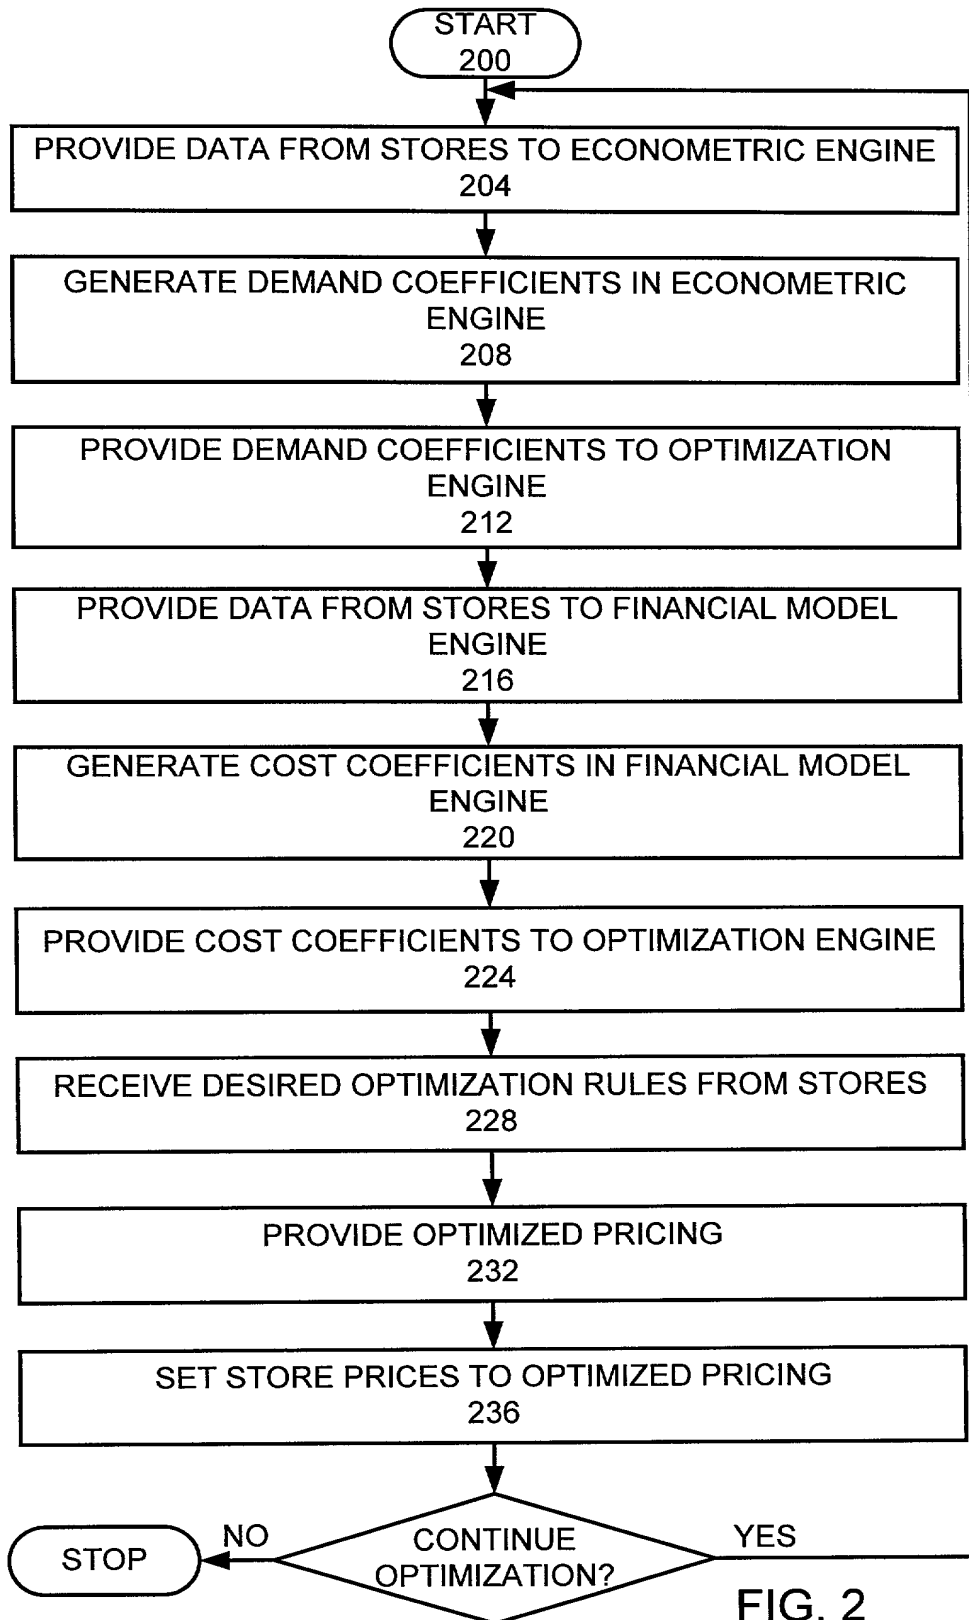 START
200
PROVIDE DATA FROM STORES TO ECONOMETRIC ENGINE
204
GENERATE DEMAND COEFFICIENTS IN ECONOMETRIC
ENGINE
208
PROVIDE DEMAND COEFFICIENTS TO OPTIMIZATION
ENGINE
212
PROVIDE DATA FROM STORES TO FINANCIAL MODEL
ENGINE
216
GENERATE COST COEFFICIENTS IN FINANCIAL MODEL
ENGINE
220
PROVIDE COST COEFFICIENTS TO OPTIMIZATION ENGINE
224
RECEIVE DESIRED OPTIMIZATION RULES FROM STORES
228
PROVIDE OPTIMIZED PRICING
232
SET STORE PRICES TO OPTIMIZED PRICING
236
STOP
NO
CONTINUE
OPTIMIZATION?
YES
FIG. 2